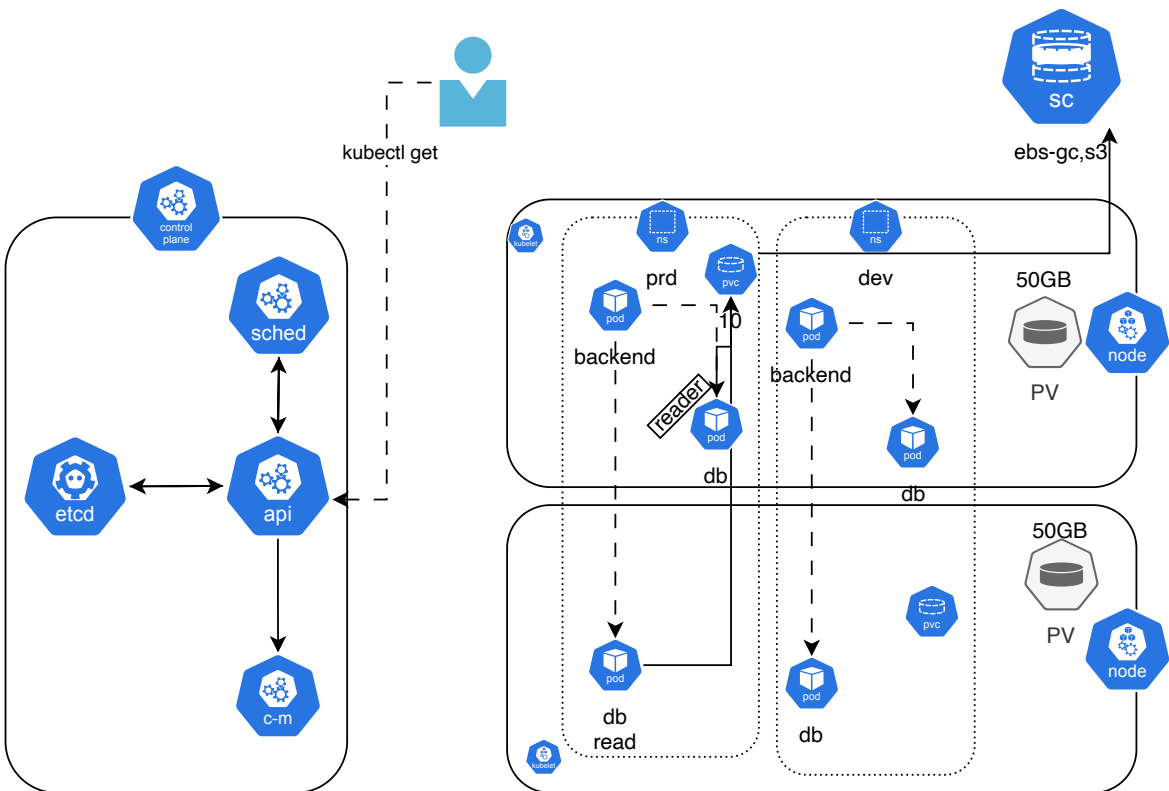 sc
ebs-gc,s3
kubectl get
control
plane
sched
etcd
api
c-m
kubelet
ns
prd
pvc
10
pod
backend
reader
pod
db
ns
dev
pod
backend
pod
db
50GB
PV
node
pod
db
read
pod
db
pvc
50GB
PV
node
kubelet